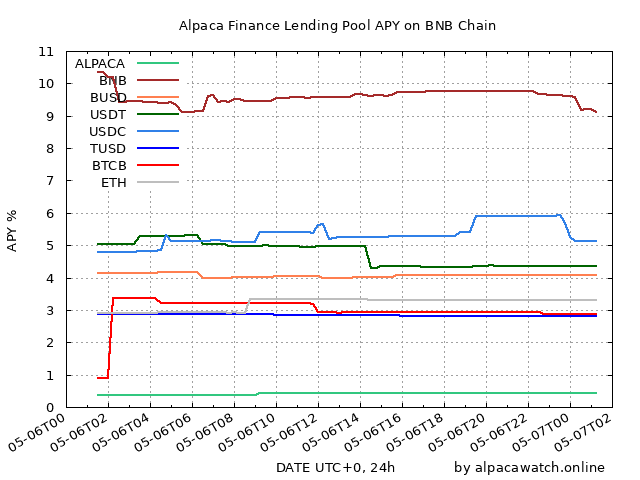 Alpaca Finance Lending Pool APY on BNB Chain
APY %
11
10
9
8
7
6
5
4
3
2
1
0
ALPACA
BNB
BUSD
USDT
USDC
TUSD
BTCB
ETH
05-06T00
05-06T02
05-06T04
05-06T06
05-06T08
05-06T10
05-06T12
05-06T14
05-06T16
05-06T18
05-06T20
05-06T22
05-07T00
05-07T02
DATE UTC+0, 24h
by alpacawatch.online